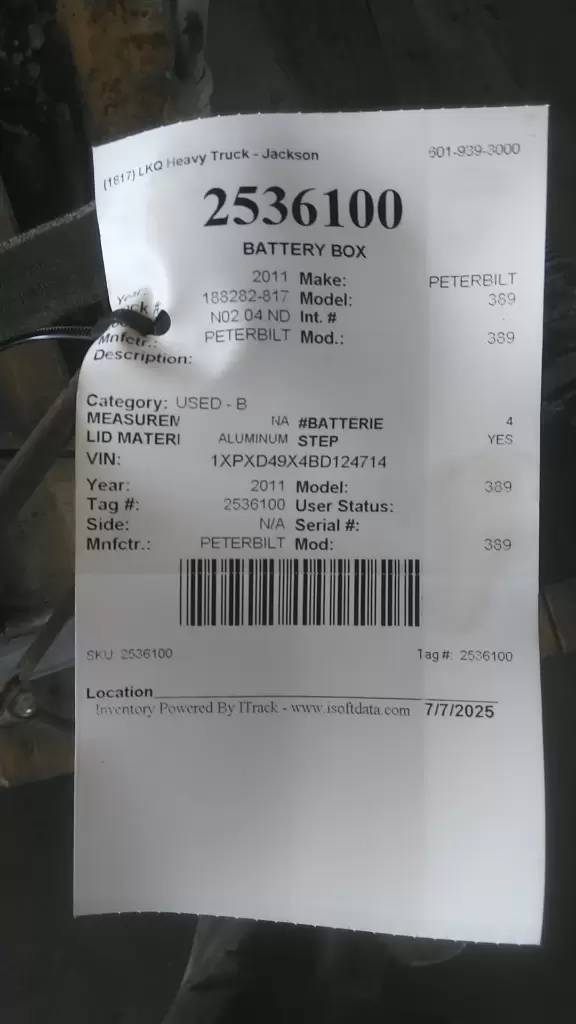 (1817) LKQ Heavy Truck - Jackson 601-939-3000
2536100
BATTERY BOX
Year: 2011 Make: PETERBILT
188282-817 Model: 389
N02 04 ND Int. #
Mnfctr.: PETERBILT Mod.: 389
Description:
Category: USED - B
MEASUREM NA #BATTERIE 4
LID MATERI ALUMINUM STEP YES
VIN: 1XPXD49X4BD124714
Year: 2011 Model: 389
Tag #: 2536100 User Status:
Side: N/A Serial #:
Mnfctr.: PETERBILT Mod: 389
SKU: 2536100 Tag #: 2536100
Location
Inventory Powered By ITrack - www.isoftdata.com 7/7/2025